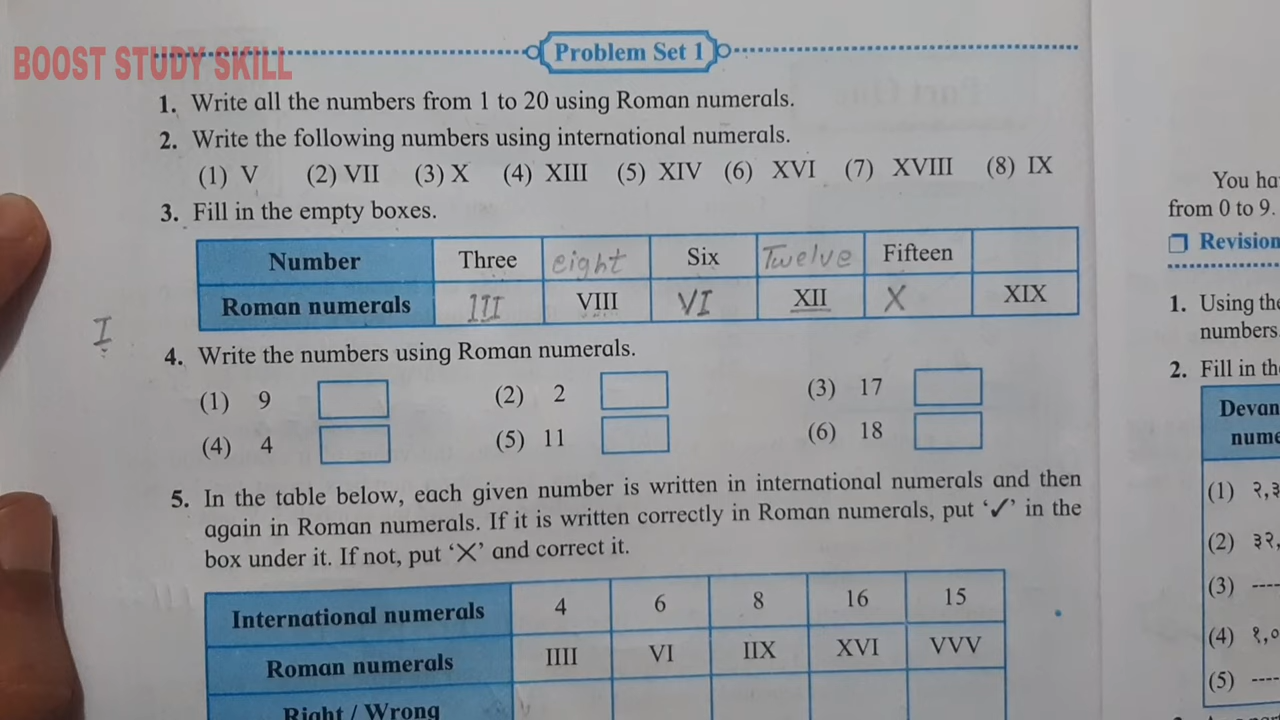 BOOST STUDY SKILL
Problem Set 1
1. Write all the numbers from 1 to 20 using Roman numerals.
2. Write the following numbers using international numerals.
(1) V (2) VII (3) X (4) XIII (5) XIV (6) XVI (7) XVIII (8) IX
3. Fill in the empty boxes.
Number Three eight Six Twelve Fifteen
Roman numerals III VIII VI XII X XIX
I
4. Write the numbers using Roman numerals.
(1) 9 (2) 2 (3) 17
(4) 4 (5) 11 (6) 18
5. In the table below, each given number is written in international numerals and then
again in Roman numerals. If it is written correctly in Roman numerals, put ‘✓’ in the
box under it. If not, put ‘✕’ and correct it.
International numerals 4 6 8 16 15
Roman numerals IIII VI IIX XVI VVV
Right / Wrong
You ha
from 0 to 9.
Revision
1. Using the
numbers
2. Fill in th
Devan
nume
(1) २,३
(2) ३२,
(3) ----
(4) १,०
(5) ----